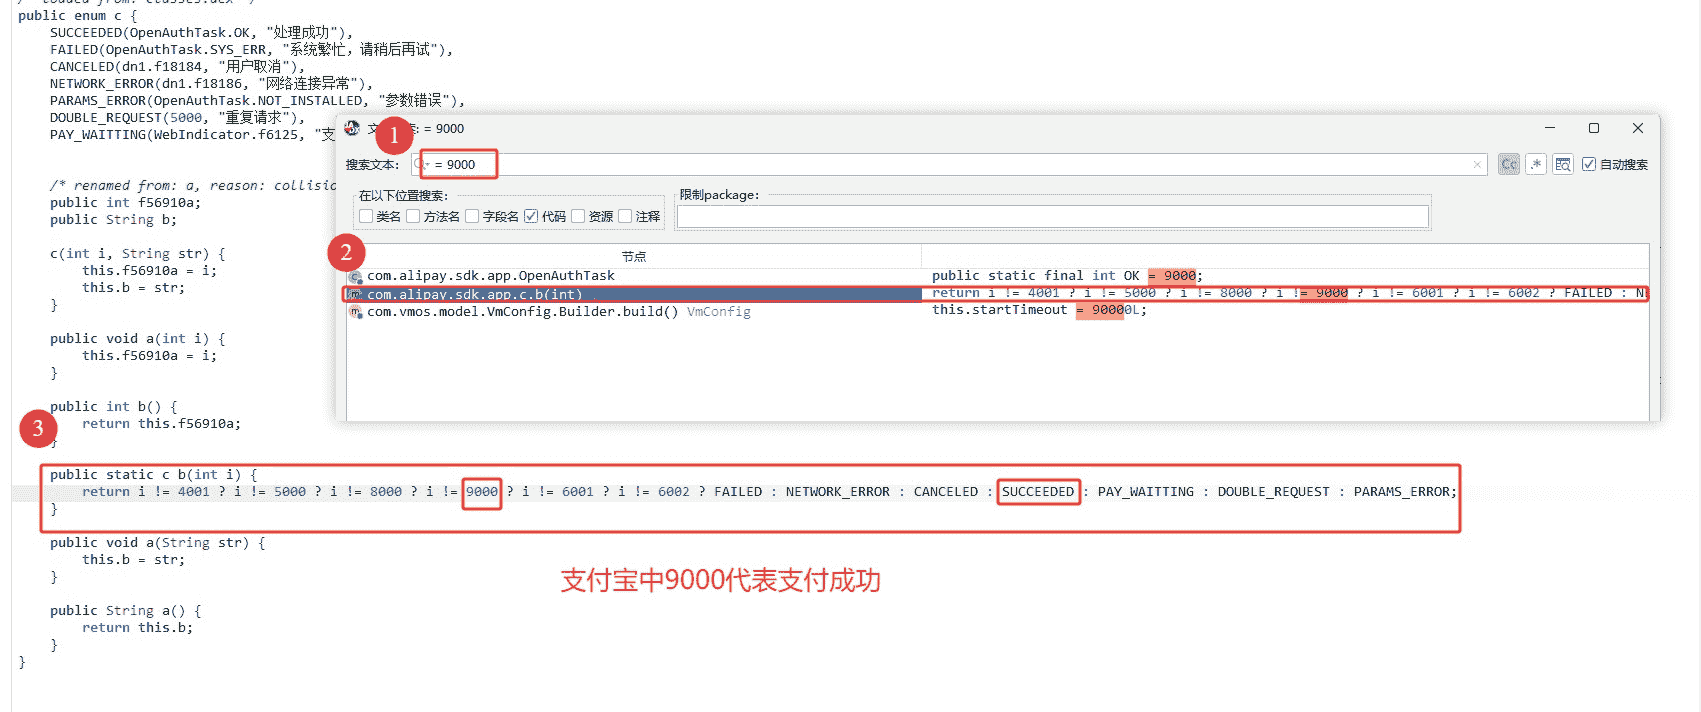 public enum c {
SUCCEEDED(OpenAuthTask.OK, "处理成功"),
FAILED(OpenAuthTask.SYS_ERR, "系统繁忙，请稍后再试"),
CANCELED(dn1.f18184, "用户取消"),
NETWORK_ERROR(dn1.f18186, "网络连接异常"),
PARAMS_ERROR(OpenAuthTask.NOT_INSTALLED, "参数错误"),
DOUBLE_REQUEST(5000, "重复请求"),
PAY_WAITTING(WebIndicator.f6125, "支
/* renamed from: a, reason: collisio
public int f56910a;
public String b;
c(int i, String str) {
this.f56910a = i;
this.b = str;
}
public void a(int i) {
this.f56910a = i;
}
public int b() {
return this.f56910a;
}
3
public static c b(int i) {
return i != 4001 ? i != 5000 ? i != 8000 ? i != 9000 ? i != 6001 ? i != 6002 ? FAILED : NETWORK_ERROR : CANCELED : SUCCEEDED : PAY_WAITTING : DOUBLE_REQUEST : PARAMS_ERROR;
}
public void a(String str) {
this.b = str;
}
public String a() {
return this.b;
}
}
支付宝中9000代表支付成功
1
: = 9000
搜索文本: = 9000 Cc .* 自动搜索
在以下位置搜索: 限制package:
类名 方法名 字段名 代码 资源 注释
2
节点
com.alipay.sdk.app.OpenAuthTask public static final int OK = 9000;
com.alipay.sdk.app.c.b(int) return i != 4001 ? i != 5000 ? i != 8000 ? i != 9000 ? i != 6001 ? i != 6002 ? FAILED : N
com.vmos.model.VmConfig.Builder.build() VmConfig this.startTimeout = 90000L;